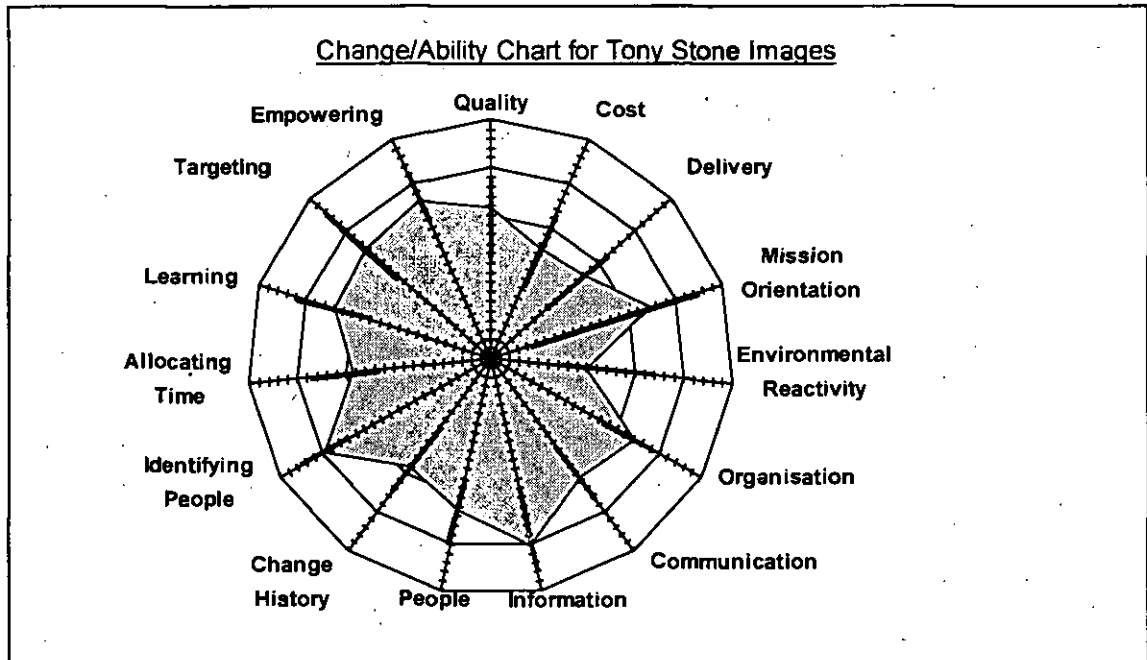 Change/Ability Chart for Tony Stone Images
Quality
Cost
Delivery
Mission
Orientation
Environmental
Reactivity
Organisation
Communication
Information
People
Change
History
Identifying
People
Allocating
Time
Learning
Targeting
Empowering